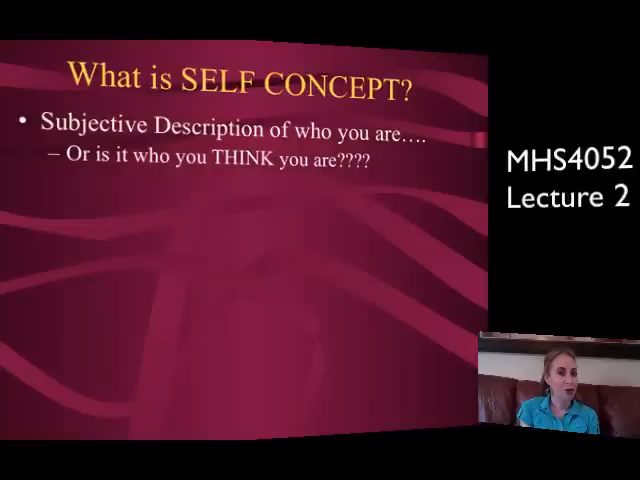 What is SELF CONCEPT?
• Subjective Description of who you are….
– Or is it who you THINK you are????
MHS4052
Lecture 2